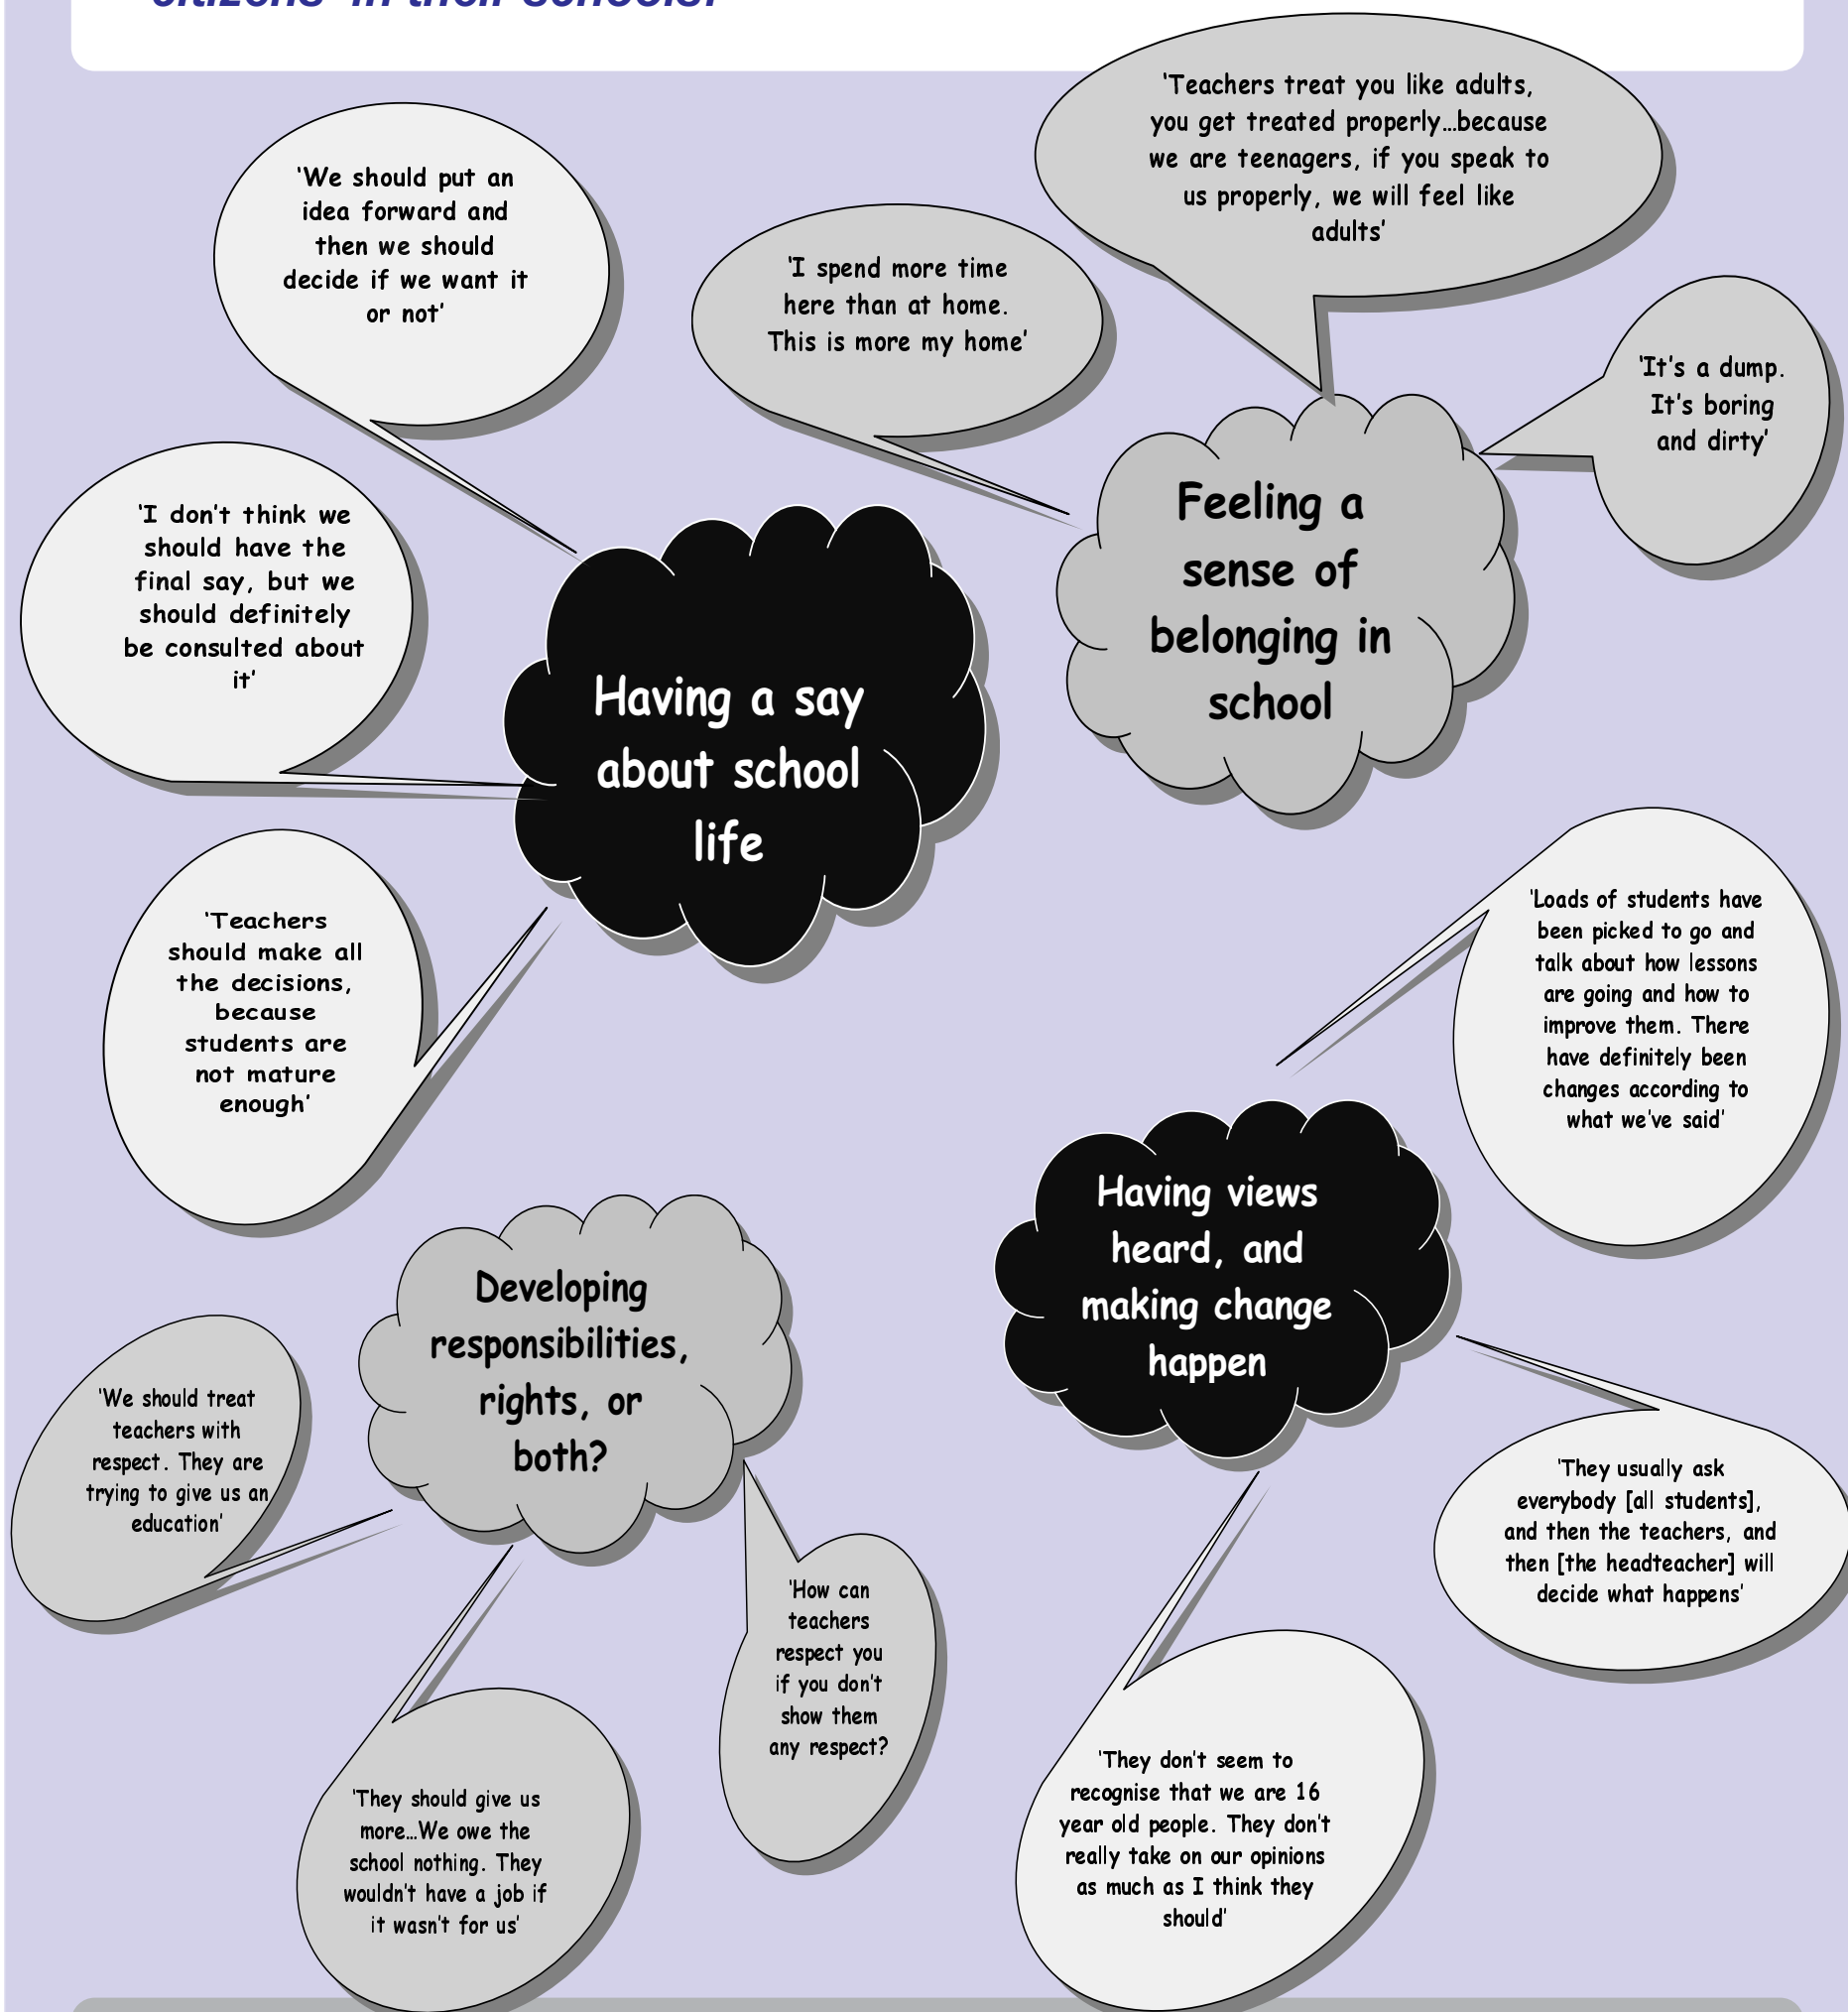 citizens' in their schools.
'Teachers treat you like adults,
you get treated properly…because
we are teenagers, if you speak to
us properly, we will feel like
adults'
'We should put an
idea forward and
then we should
decide if we want it
or not'
'I spend more time
here than at home.
This is more my home'
'It's a dump.
It's boring
and dirty'
Feeling a
sense of
belonging in
school
'I don't think we
should have the
final say, but we
should definitely
be consulted about
it'
Having a say
about school
life
'Teachers
should make all
the decisions,
because
students are
not mature
enough'
'Loads of students have
been picked to go and
talk about how lessons
are going and how to
improve them. There
have definitely been
changes according to
what we've said'
Having views
heard, and
making change
happen
Developing
responsibilities,
rights, or
both?
'We should treat
teachers with
respect. They are
trying to give us an
education'
'They usually ask
everybody [all students],
and then the teachers, and
then [the headteacher] will
decide what happens'
'How can
teachers
respect you
if you don't
show them
any respect?
'They don't seem to
recognise that we are 16
year old people. They don't
really take on our opinions
as much as I think they
should'
'They should give us
more…We owe the
school nothing. They
wouldn't have a job if
it wasn't for us'